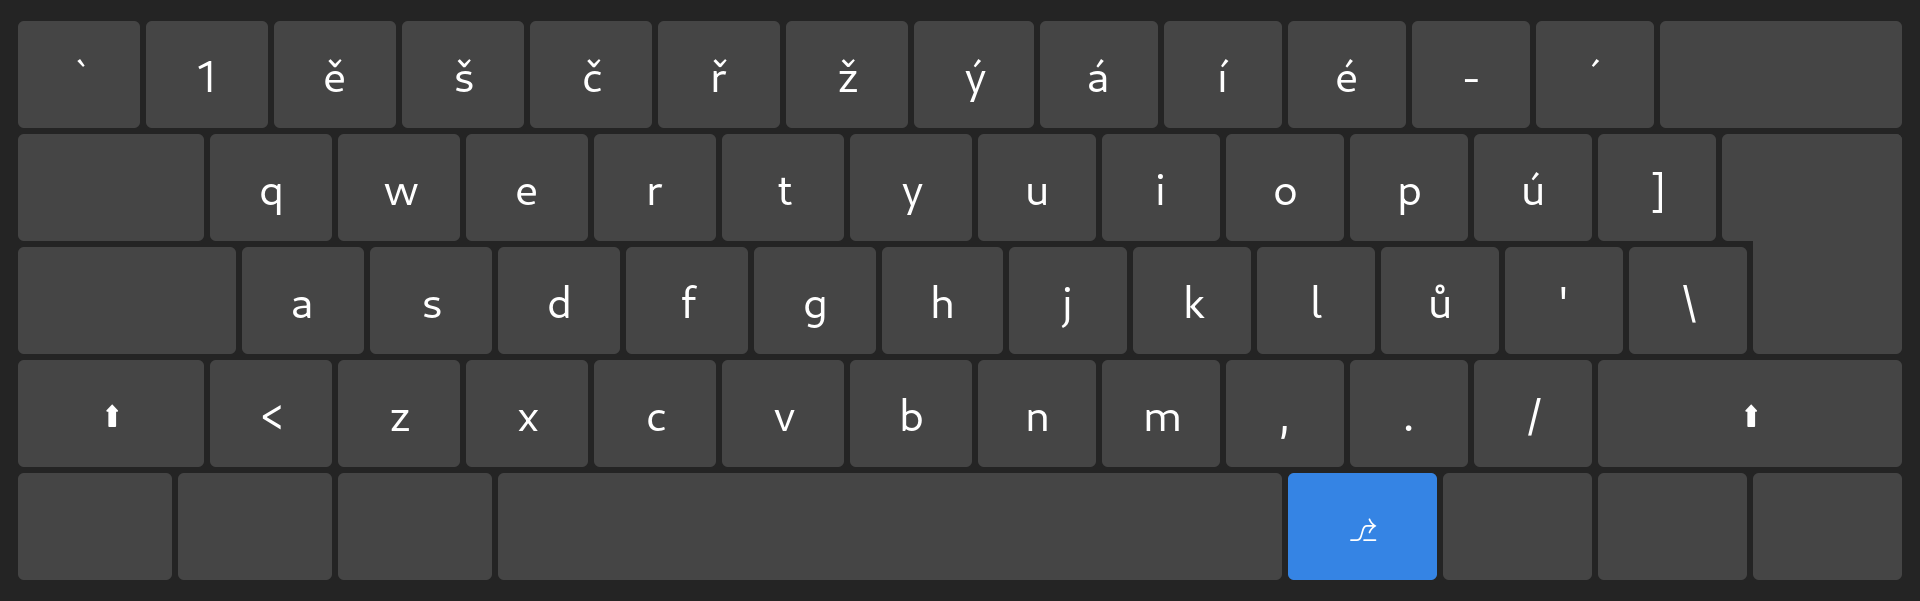 ` 1 ě š č ř ž ý á í é - ´
q w e r t y u i o p ú ]
a s d f g h j k l ů ' \
⬆ < z x c v b n m , . / ⬆
⎇